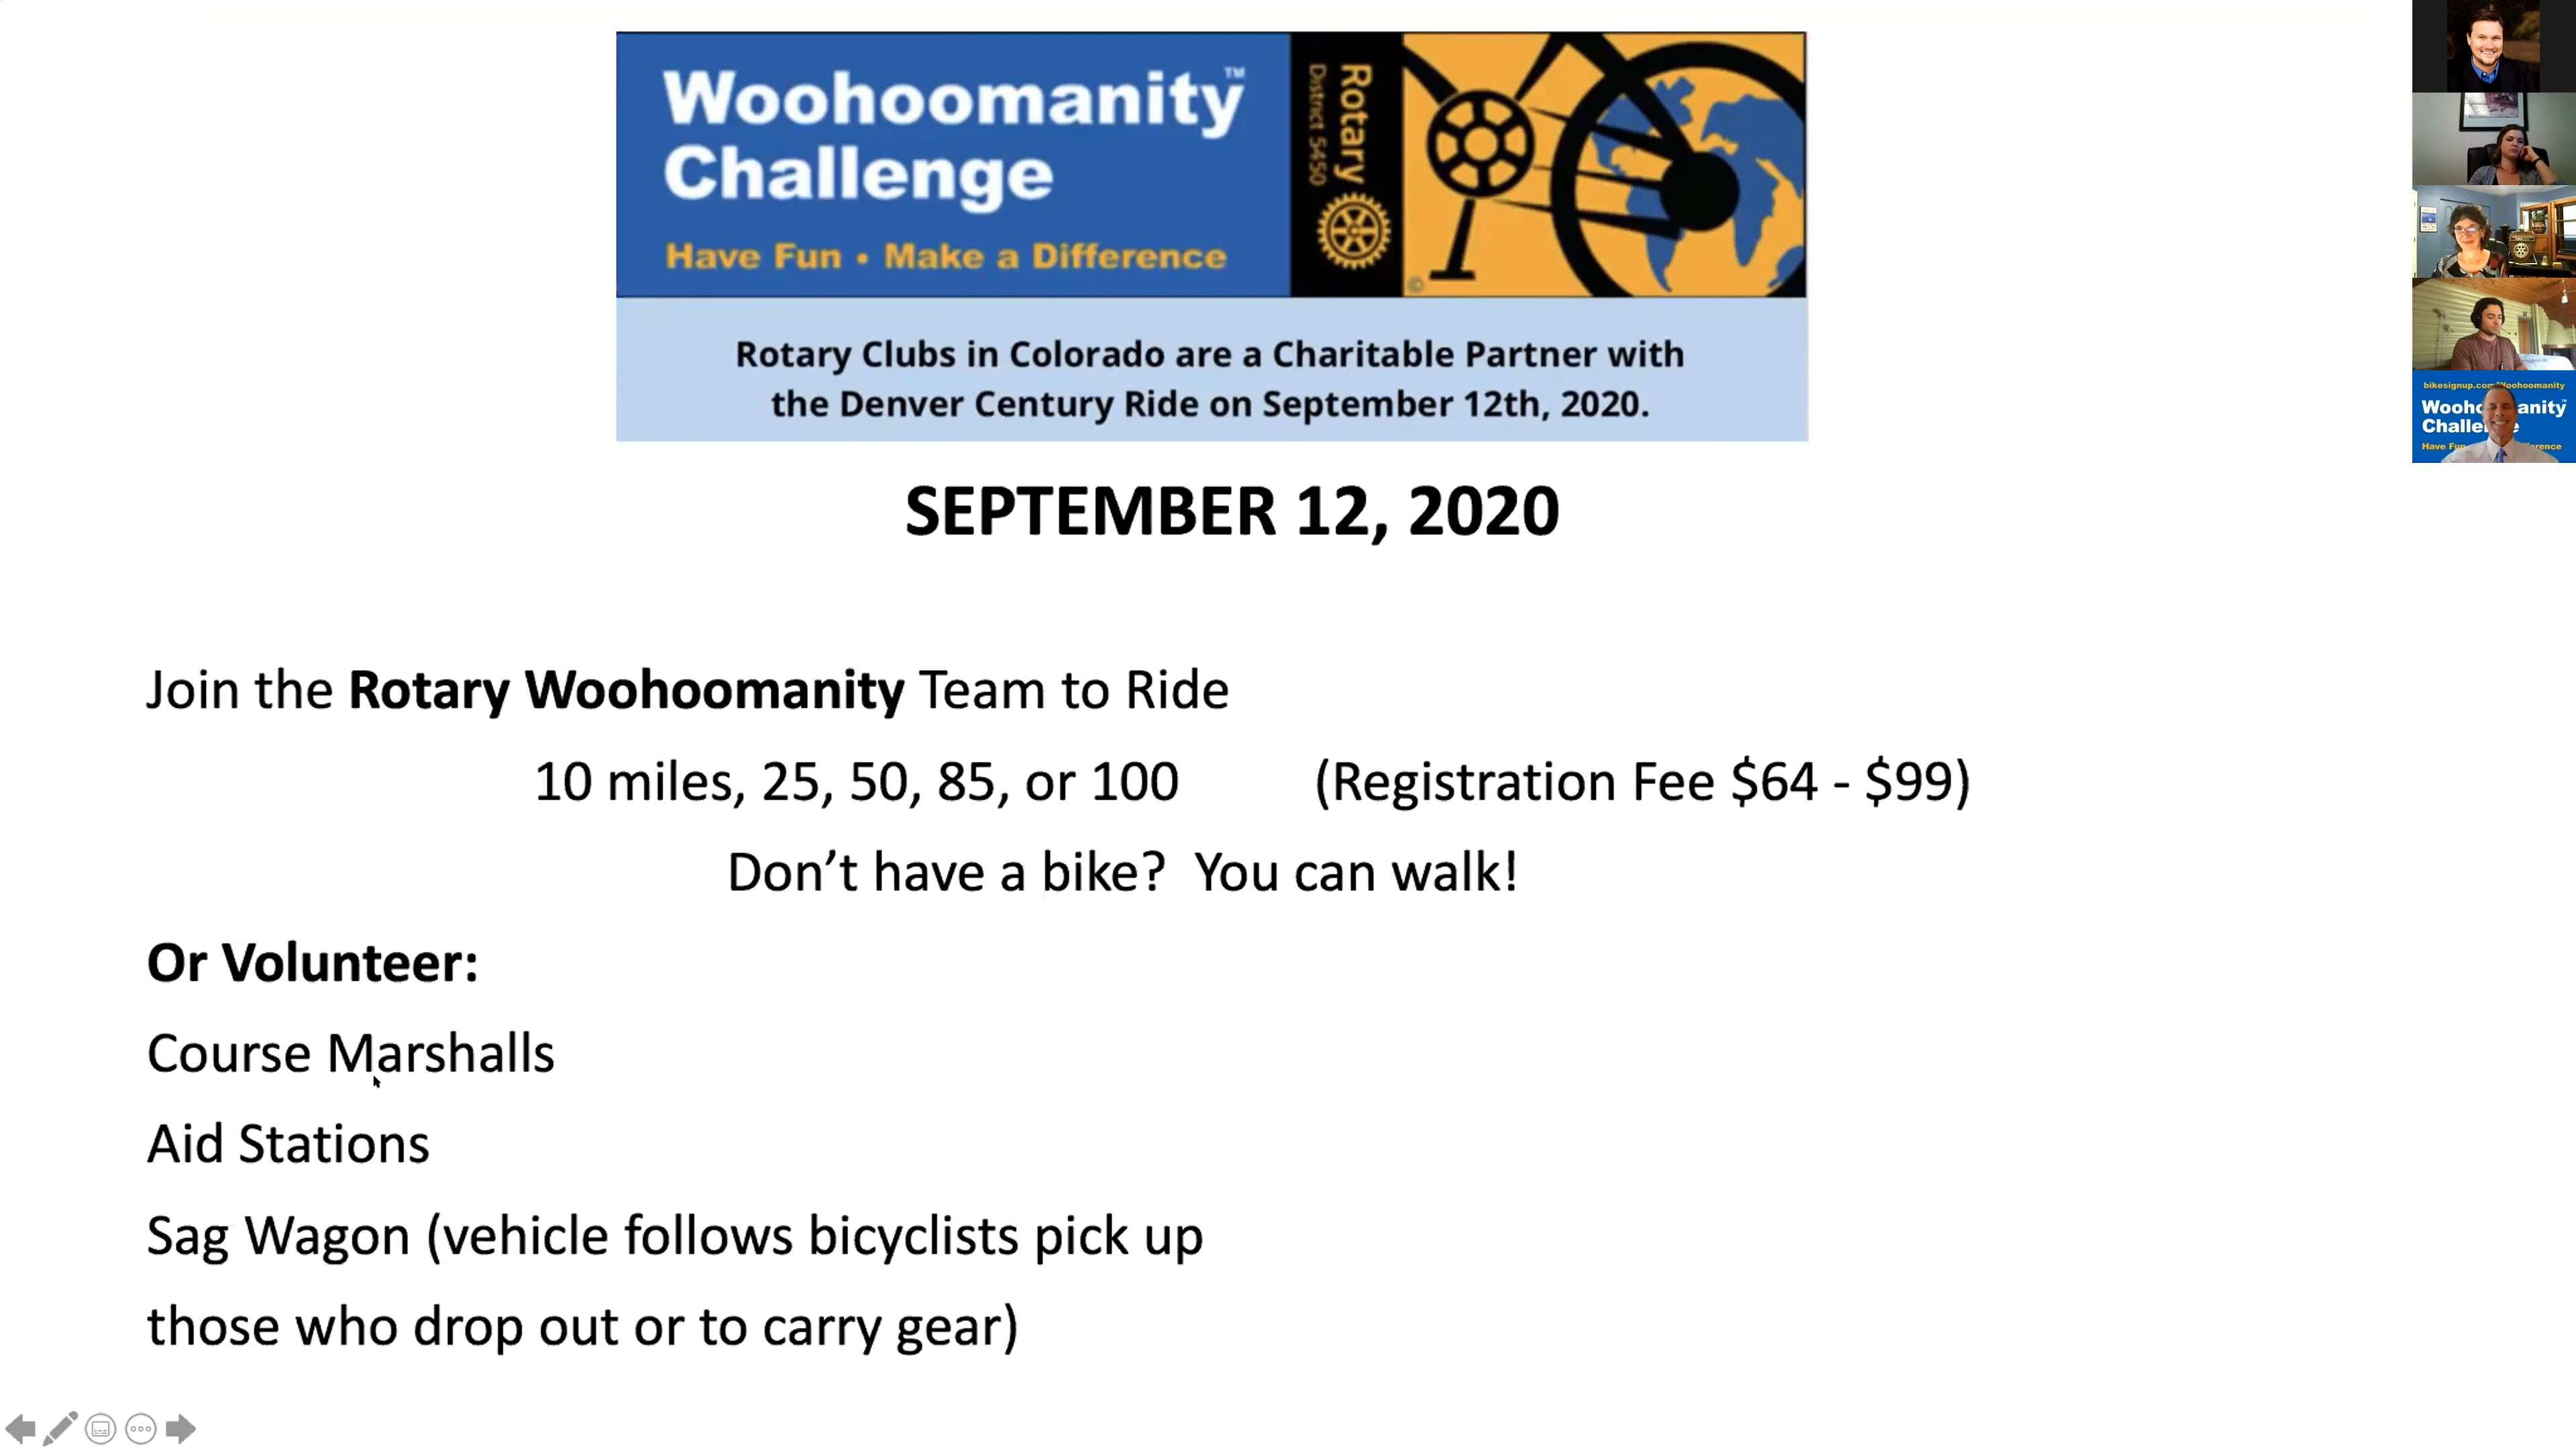 Woohoomanity™
Challenge
Have Fun • Make a Difference
Rotary
District 5450
©
Rotary Clubs in Colorado are a Charitable Partner with
the Denver Century Ride on September 12th, 2020.
SEPTEMBER 12, 2020
Join the Rotary Woohoomanity Team to Ride
10 miles, 25, 50, 85, or 100 (Registration Fee $64 - $99)
Don’t have a bike? You can walk!
Or Volunteer:
Course Marshalls
Aid Stations
Sag Wagon (vehicle follows bicyclists pick up
those who drop out or to carry gear)